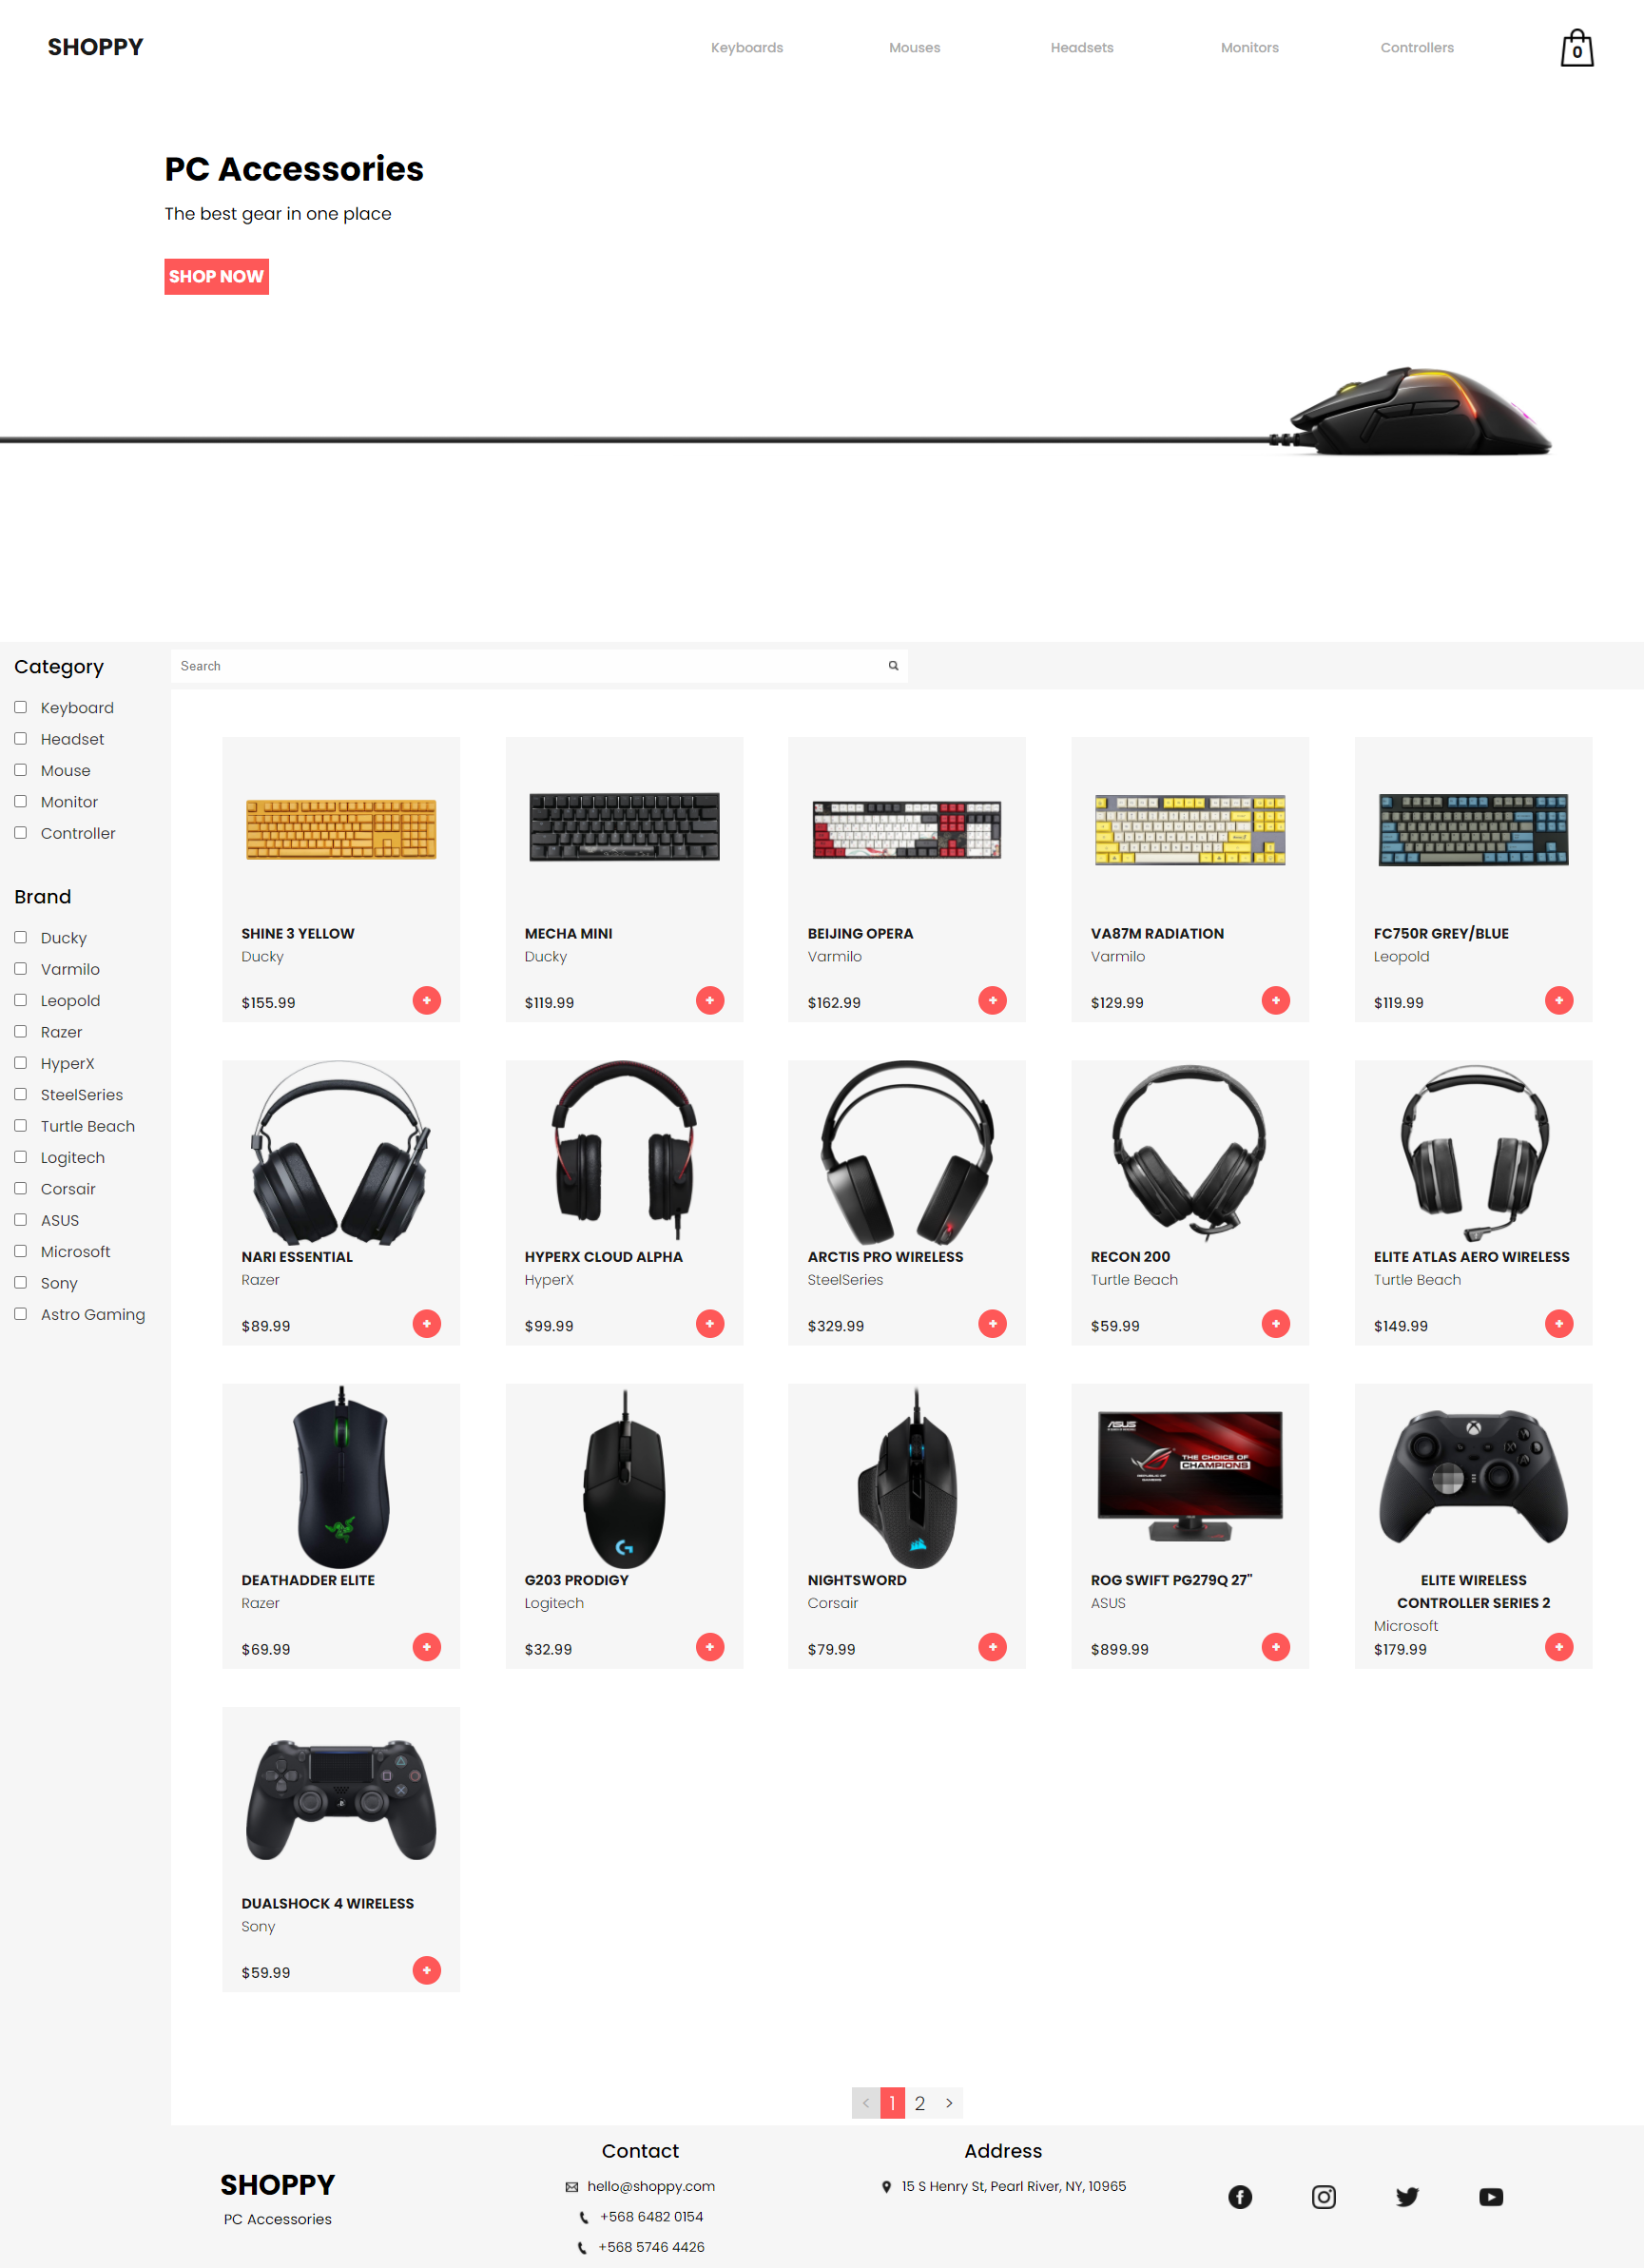 SHOPPY
Keyboards
Mouses
Headsets
Monitors
Controllers
0
PC Accessories
The best gear in one place
SHOP NOW
Category
Keyboard
Headset
Mouse
Monitor
Controller
Brand
Ducky
Varmilo
Leopold
Razer
HyperX
SteelSeries
Turtle Beach
Logitech
Corsair
ASUS
Microsoft
Sony
Astro Gaming
Search
SHINE 3 YELLOW
Ducky
$155.99
+
MECHA MINI
Ducky
$119.99
+
BEIJING OPERA
Varmilo
$162.99
+
VA87M RADIATION
Varmilo
$129.99
+
FC750R GREY/BLUE
Leopold
$119.99
+
NARI ESSENTIAL
Razer
$89.99
+
HYPERX CLOUD ALPHA
HyperX
$99.99
+
ARCTIS PRO WIRELESS
SteelSeries
$329.99
+
RECON 200
Turtle Beach
$59.99
+
ELITE ATLAS AERO WIRELESS
Turtle Beach
$149.99
+
DEATHADDER ELITE
Razer
$69.99
+
G203 PRODIGY
Logitech
$32.99
+
NIGHTSWORD
Corsair
$79.99
+
ASUS
REPUBLIC OF
GAMERS
THE CHOICE OF
CHAMPIONS
ROG SWIFT PG279Q 27"
ASUS
$899.99
+
ELITE WIRELESS
CONTROLLER SERIES 2
Microsoft
$179.99
+
DUALSHOCK 4 WIRELESS
Sony
$59.99
+
< 1 2 >
SHOPPY
PC Accessories
Contact
hello@shoppy.com
+568 6482 0154
+568 5746 4426
Address
15 S Henry St, Pearl River, NY, 10965